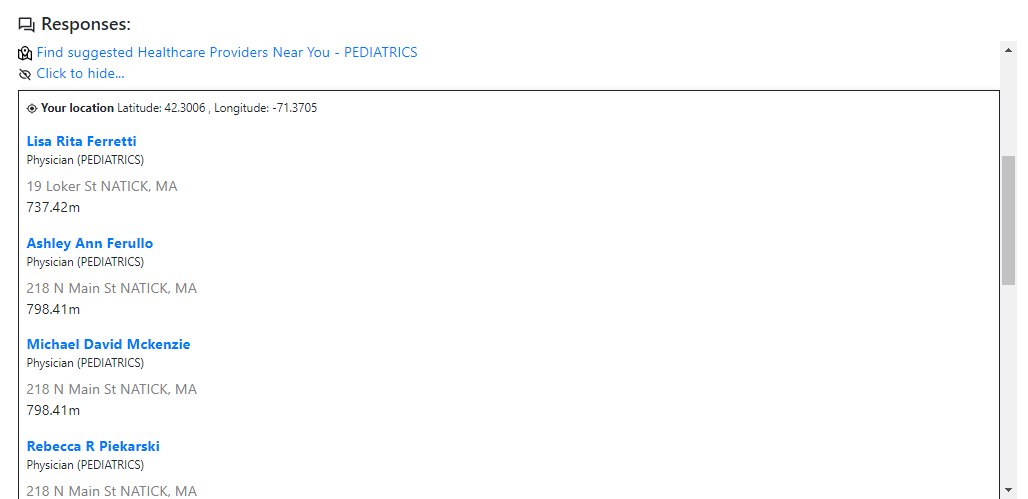 Responses:
Find suggested Healthcare Providers Near You - PEDIATRICS
Click to hide...
Your location Latitude: 42.3006 , Longitude: -71.3705
Lisa Rita Ferretti
Physician (PEDIATRICS)
19 Loker St NATICK, MA
737.42m
Ashley Ann Ferullo
Physician (PEDIATRICS)
218 N Main St NATICK, MA
798.41m
Michael David Mckenzie
Physician (PEDIATRICS)
218 N Main St NATICK, MA
798.41m
Rebecca R Piekarski
Physician (PEDIATRICS)
218 N Main St NATICK, MA